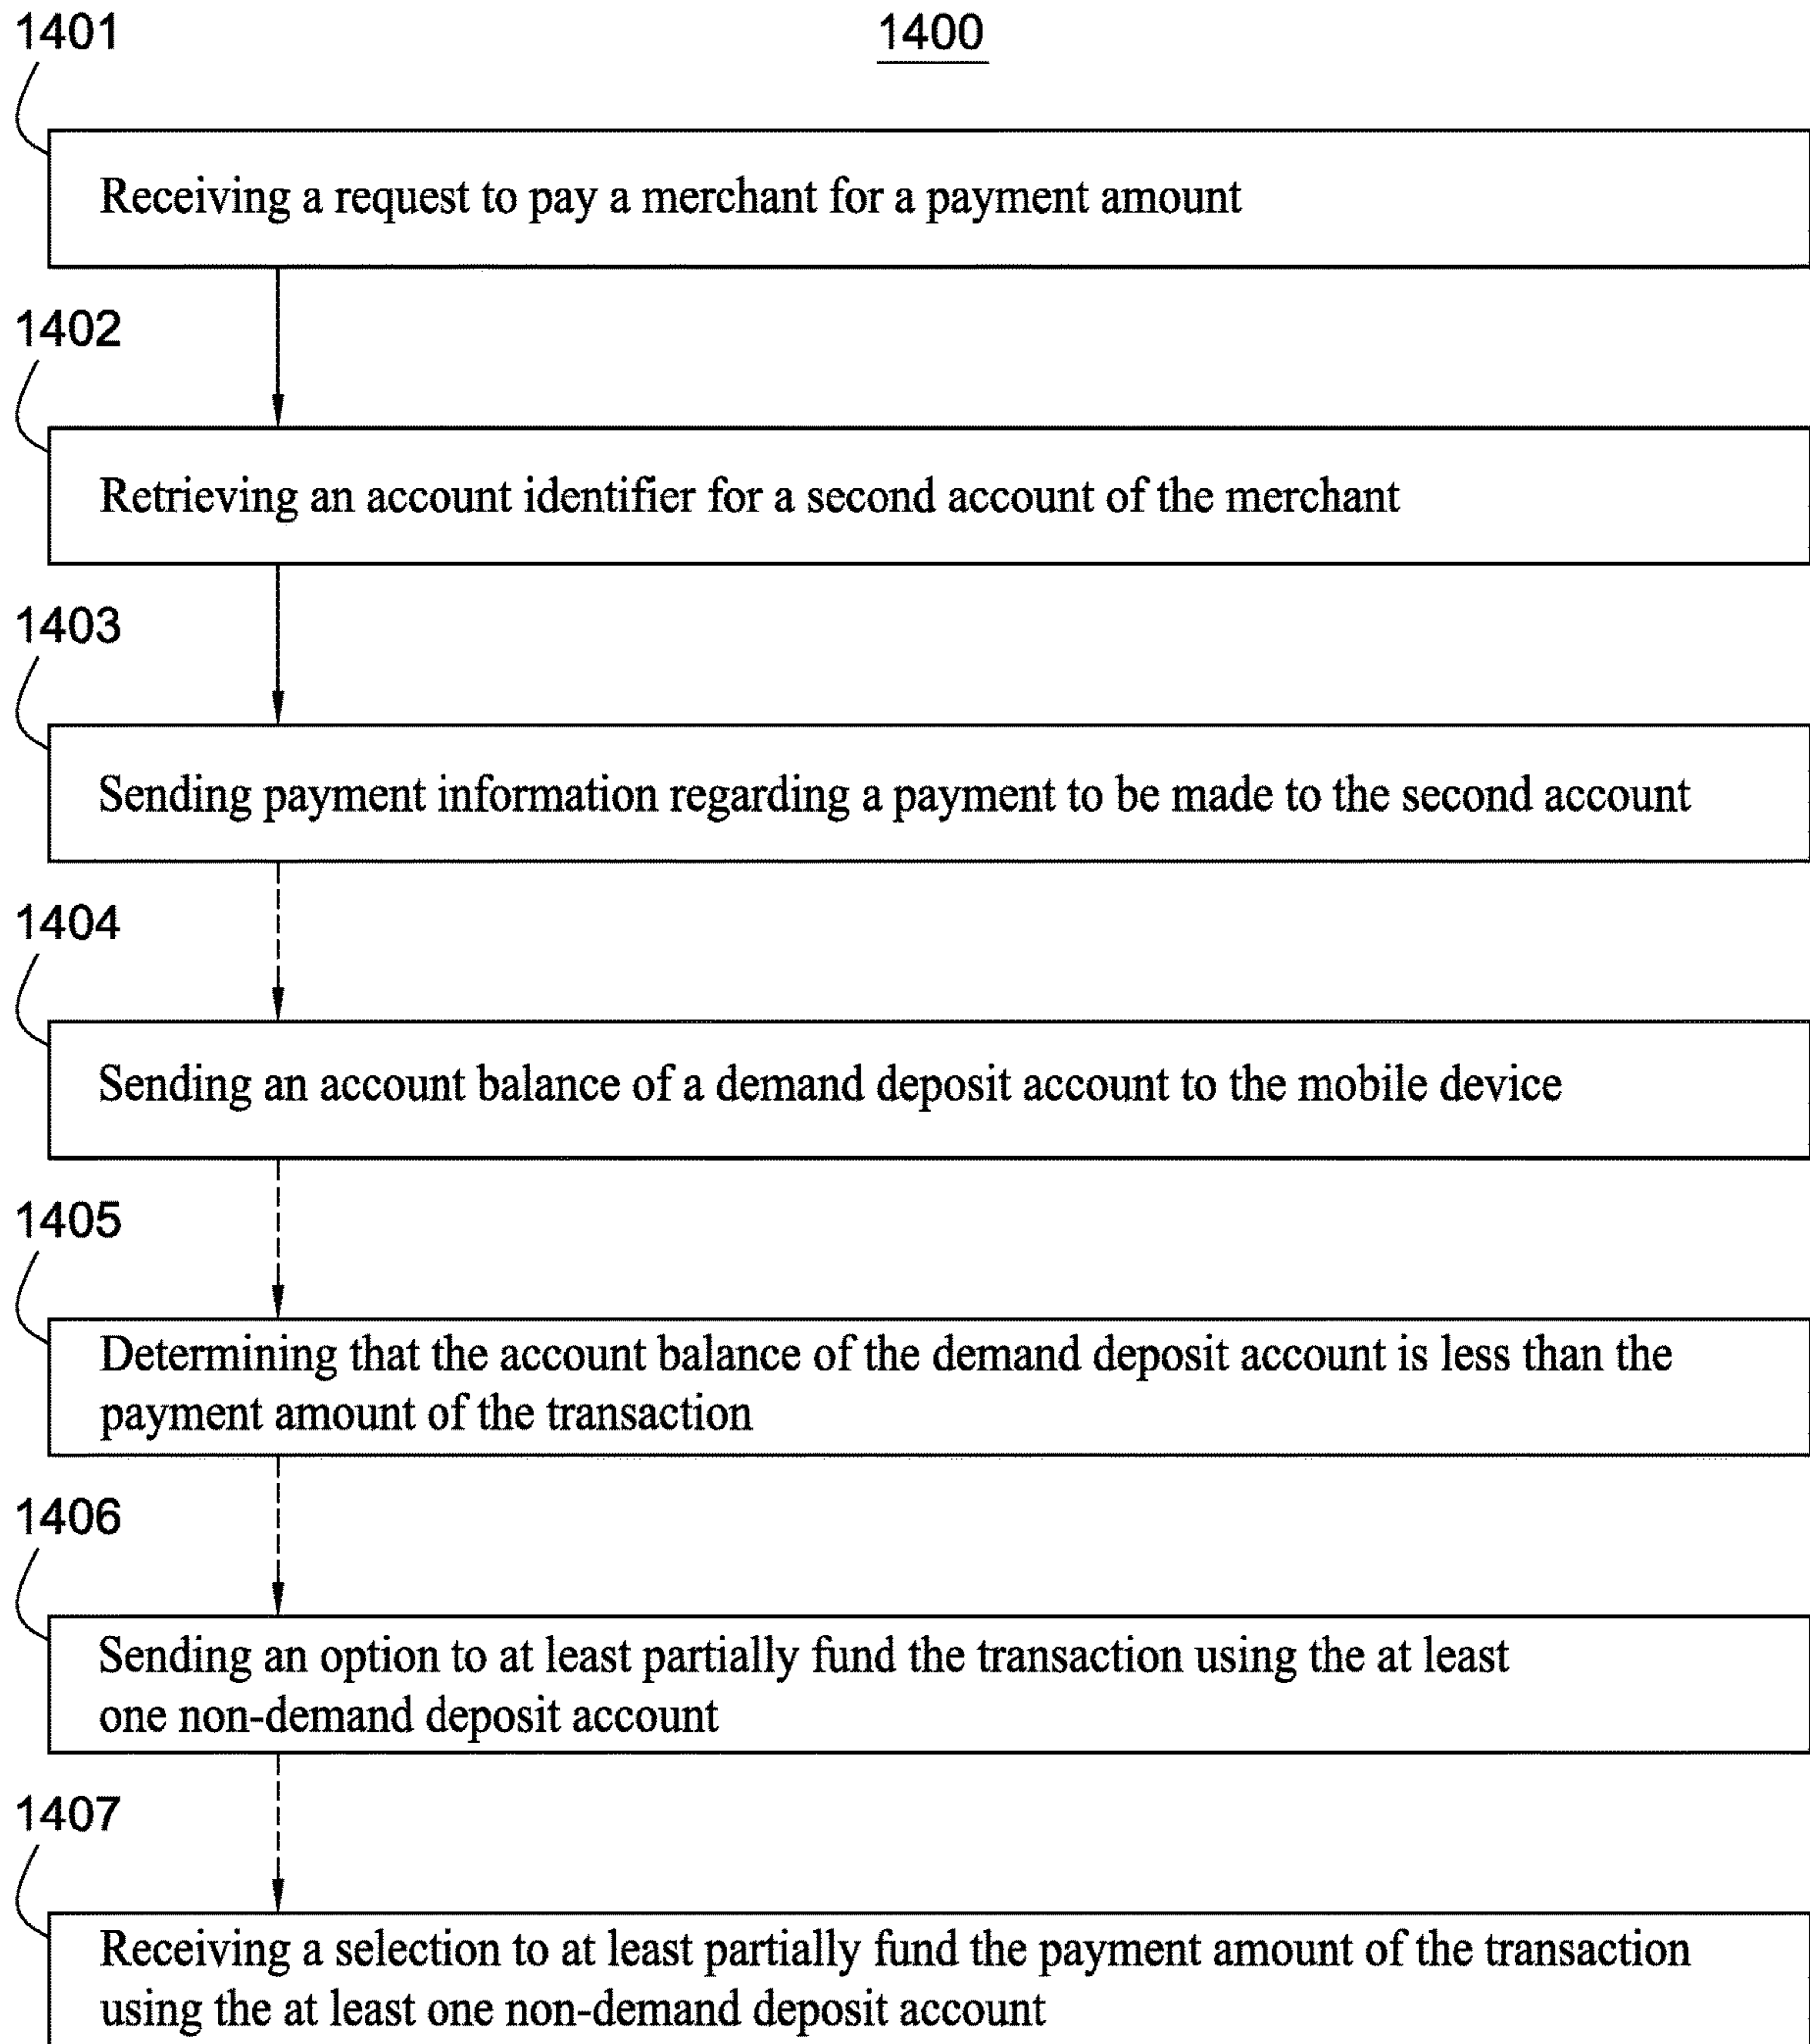 1401
1400
Receiving a request to pay a merchant for a payment amount
1402
Retrieving an account identifier for a second account of the merchant
1403
Sending payment information regarding a payment to be made to the second account
1404
Sending an account balance of a demand deposit account to the mobile device
1405
Determining that the account balance of the demand deposit account is less than the
payment amount of the transaction
1406
Sending an option to at least partially fund the transaction using the at least
one non-demand deposit account
1407
Receiving a selection to at least partially fund the payment amount of the transaction
using the at least one non-demand deposit account